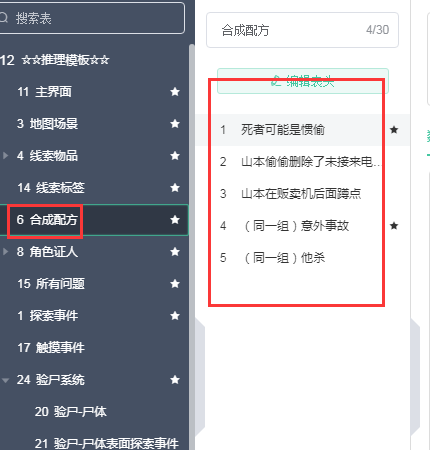 搜索表
12 ☆☆推理模板☆☆
11 主界面
3 地图场景
4 线索物品
14 线索标签
6 合成配方
8 角色证人
15 所有问题
1 探索事件
17 触摸事件
24 验尸系统
20 验尸-尸体
21 验尸-尸体表面探索事件
合成配方 4/30
编辑表头
1 死者可能是惯偷
2 山本偷偷删除了未接来电...
3 山本在贩卖机后面蹲点
4 （同一组）意外事故
5 （同一组）他杀